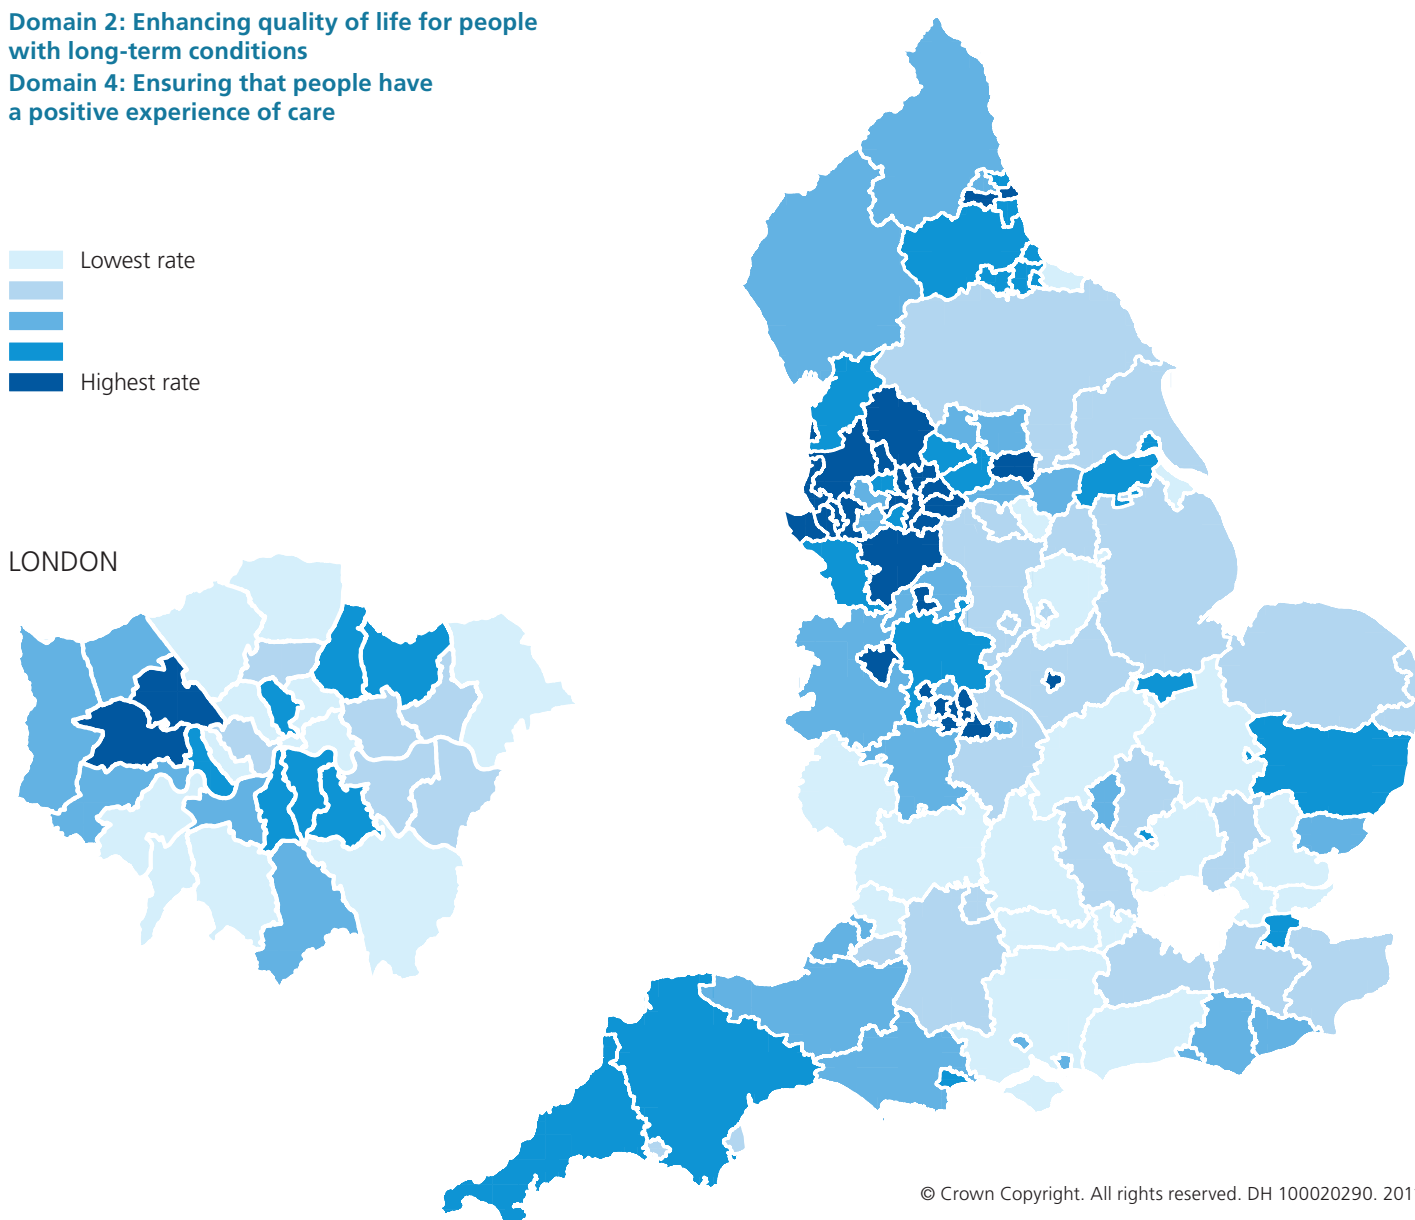 Domain 2: Enhancing quality of life for people
with long-term conditions
Domain 4: Ensuring that people have
a positive experience of care
Lowest rate
Highest rate
LONDON
© Crown Copyright. All rights reserved. DH 100020290. 201